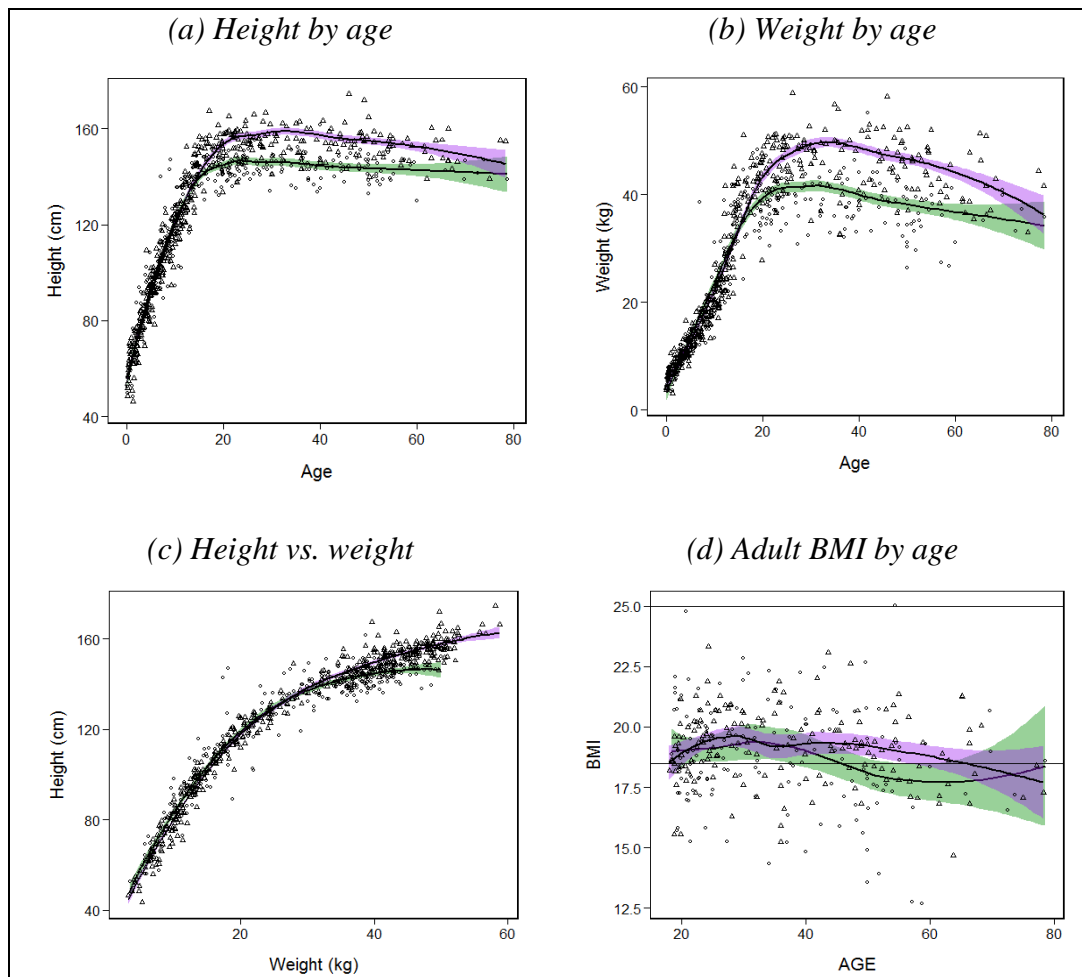 (a) Height by age
(b) Weight by age
160
120
80
40
Height (cm)
0
20
40
60
80
Age
60
40
20
0
Weight (kg)
0
20
40
60
80
Age
(c) Height vs. weight
(d) Adult BMI by age
160
120
80
40
Height (cm)
20
40
60
Weight (kg)
25.0
22.5
20.0
17.5
15.0
12.5
BMI
20
40
60
80
AGE